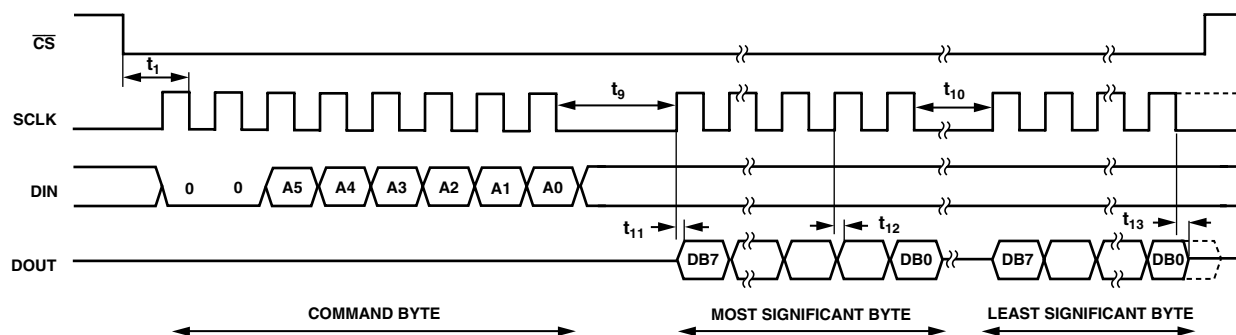 CS
t1
t9
t10
SCLK
DIN
0 0 A5 A4 A3 A2 A1 A0
t11
t12
t13
DOUT
DB7 DB0 DB7 DB0
COMMAND BYTE MOST SIGNIFICANT BYTE LEAST SIGNIFICANT BYTE